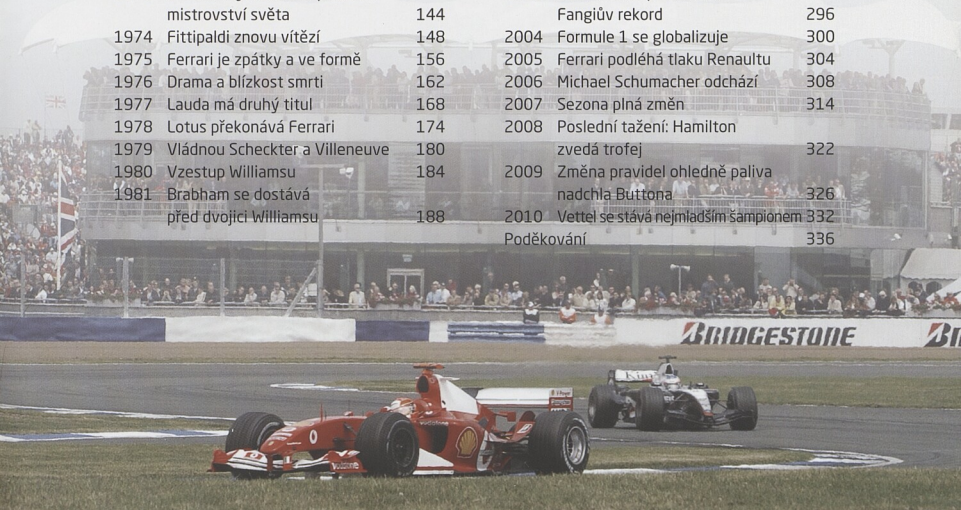 mistrovství světa 144
1974 Fittipaldi znovu vítězí 148
1975 Ferrari je zpátky a ve formě 156
1976 Drama a blízkost smrti 162
1977 Lauda má druhý titul 168
1978 Lotus překonává Ferrari 174
1979 Vládnou Scheckter a Villeneuve 180
1980 Vzestup Williamsu 184
1981 Brabham se dostává
před dvojici Williamsu 188
Fangiův rekord 296
2004 Formule 1 se globalizuje 300
2005 Ferrari podléhá tlaku Renaultu 304
2006 Michael Schumacher odchází 308
2007 Sezona plná změn 314
2008 Poslední tažení: Hamilton
zvedá trofej 322
2009 Změna pravidel ohledně paliva
nadchla Buttona 326
2010 Vettel se stává nejmladším šampionem 332
Poděkování 336
BRIDGESTONE